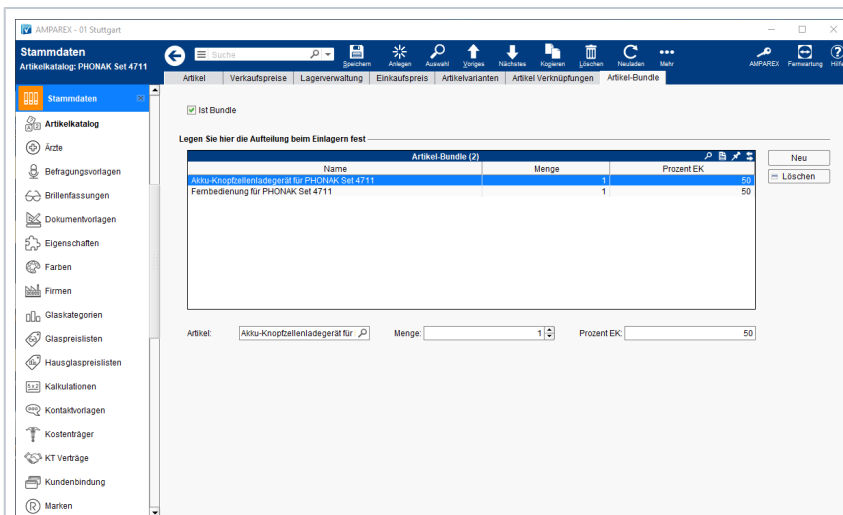 AMPAREX - 01 Stuttgart
Stammdaten
Artikelkatalog: PHONAK Set 4711
Suche
Speichern Anlegen Auswahl Voriges Nächstes Kopieren Löschen Neuladen Mehr
AMPAREX Fernwartung Hilfe
Artikel Verkaufspreise Lagerverwaltung Einkaufspreis Artikelvarianten Artikel Verknüpfungen Artikel-Bundle
Stammdaten
Artikelkatalog
Ärzte
Befragungsvorlagen
Brillenfassungen
Dokumentvorlagen
Eigenschaften
Farben
Firmen
Glaskategorien
Glaspreislisten
Hausglaspreislisten
Kalkulationen
Kontaktvorlagen
Kostenträger
KT Verträge
Kundenbindung
Marken
Ist Bundle
Legen Sie hier die Aufteilung beim Einlagern fest
Artikel-Bundle (2)
Name Menge Prozent EK
Akku-Knopfzellenladegerät für PHONAK Set 4711 1 50
Fernbedienung für PHONAK Set 4711 1 50
Neu
Löschen
Artikel: Akku-Knopfzellenladegerät für Menge: 1 Prozent EK: 50